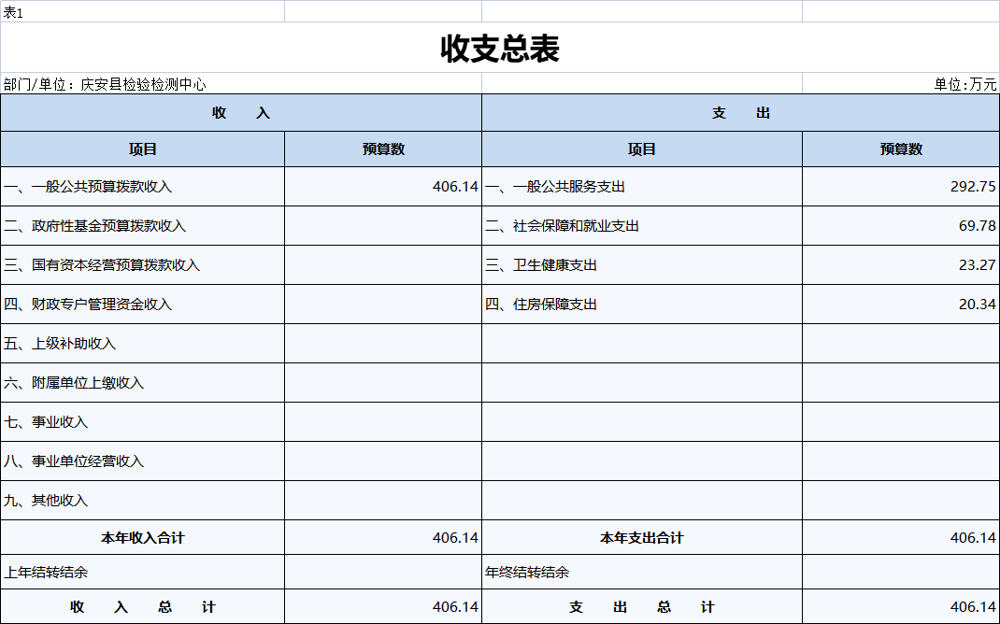 表1
收支总表
部门/单位：庆安县检验检测中心 单位:万元
收 入 支 出
项目 预算数 项目 预算数
一、一般公共预算拨款收入 406.14 一、一般公共服务支出 292.75
二、政府性基金预算拨款收入 二、社会保障和就业支出 69.78
三、国有资本经营预算拨款收入 三、卫生健康支出 23.27
四、财政专户管理资金收入 四、住房保障支出 20.34
五、上级补助收入
六、附属单位上缴收入
七、事业收入
八、事业单位经营收入
九、其他收入
本年收入合计 406.14 本年支出合计 406.14
上年结转结余 年终结转结余
收 入 总 计 406.14 支 出 总 计 406.14